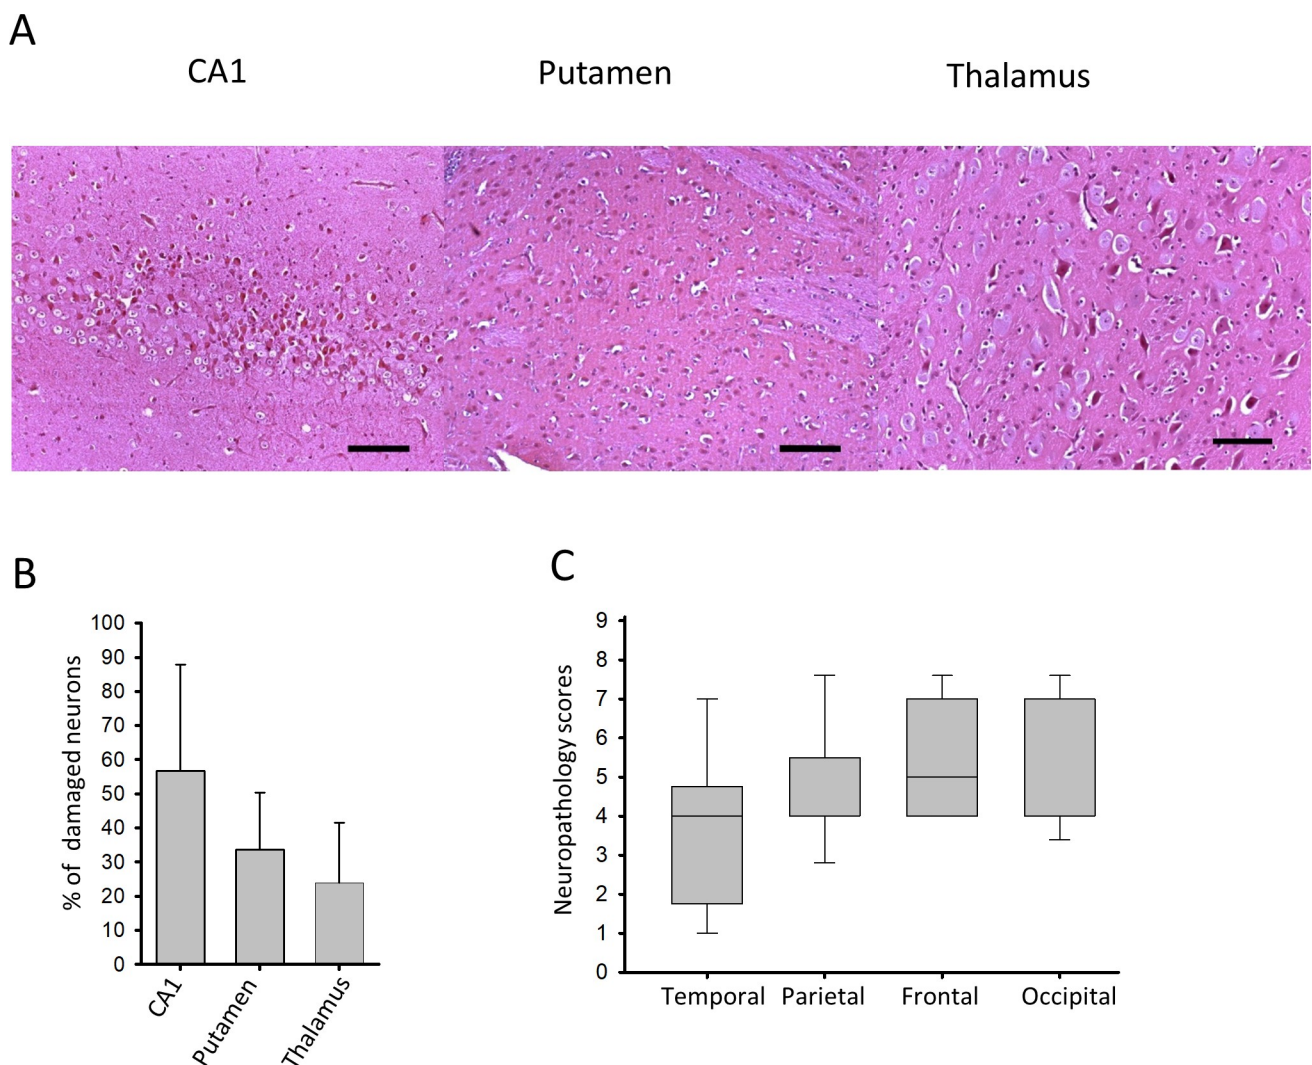 A
CA1
Putamen
Thalamus
B
% of damaged neurons
100
90
80
70
60
50
40
30
20
10
0
CA1
Putamen
Thalamus
C
Neuropathology scores
9
8
7
6
5
4
3
2
1
0
Temporal
Parietal
Frontal
Occipital